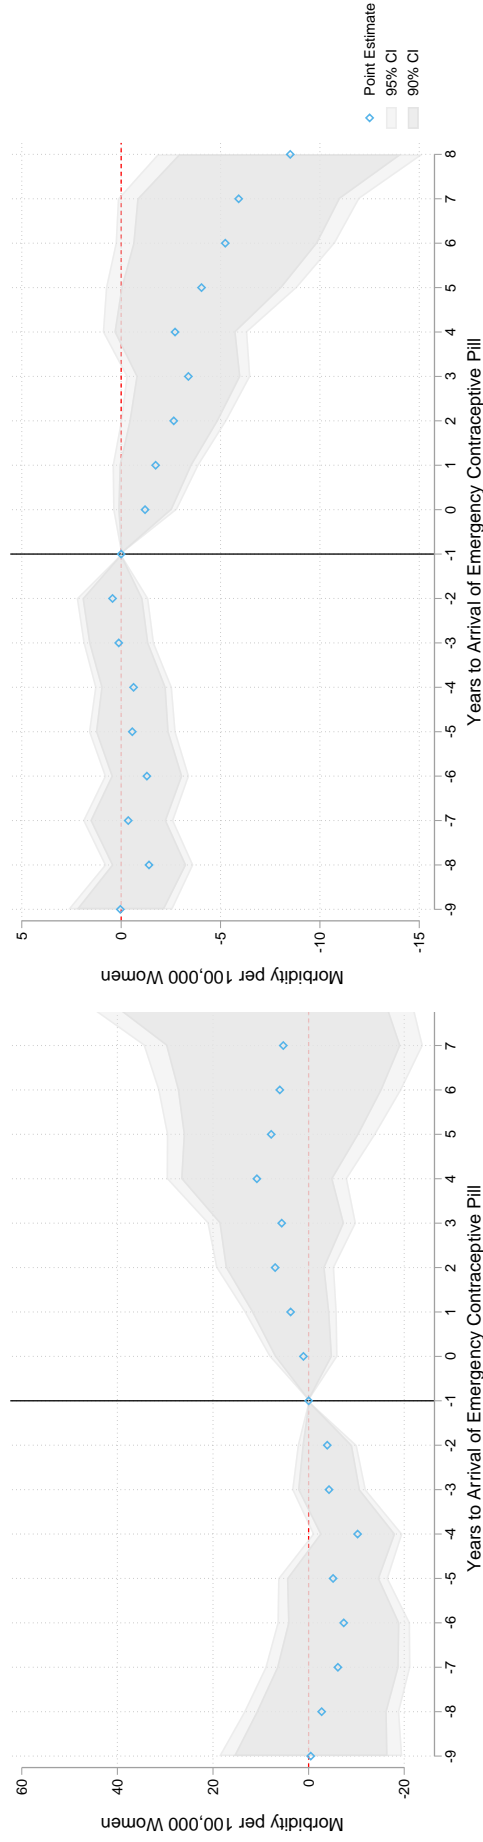 Morbidity per 100,000 Women
60
40
20
0
-20
-9 -8 -7 -6 -5 -4 -3 -2 -1 0 1 2 3 4 5 6 7
Years to Arrival of Emergency Contraceptive Pill
Morbidity per 100,000 Women
5
0
-5
-10
-15
-9 -8 -7 -6 -5 -4 -3 -2 -1 0 1 2 3 4 5 6 7 8
Years to Arrival of Emergency Contraceptive Pill
Point Estimate
95% CI
90% CI